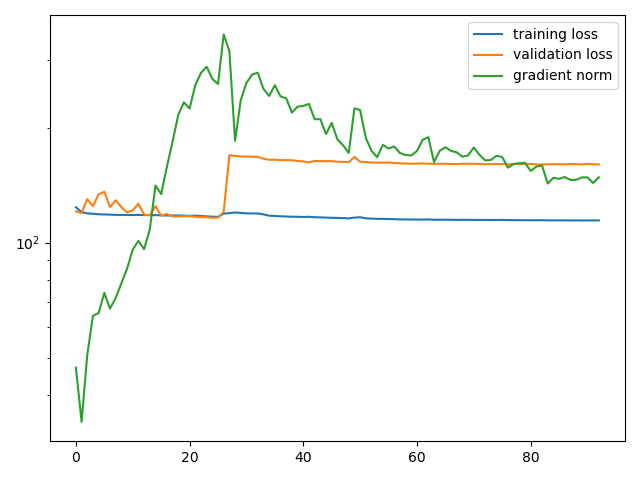 training loss
validation loss
gradient norm
10²
0 20 40 60 80